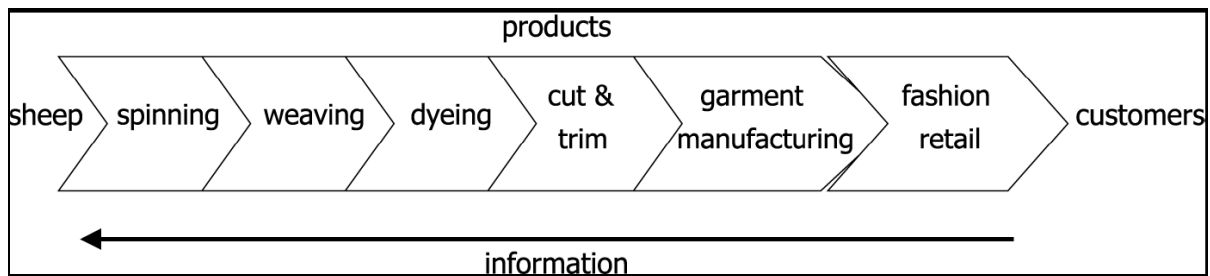 products
sheep
spinning
weaving
dyeing
cut &
trim
garment
manufacturing
fashion
retail
customers
information